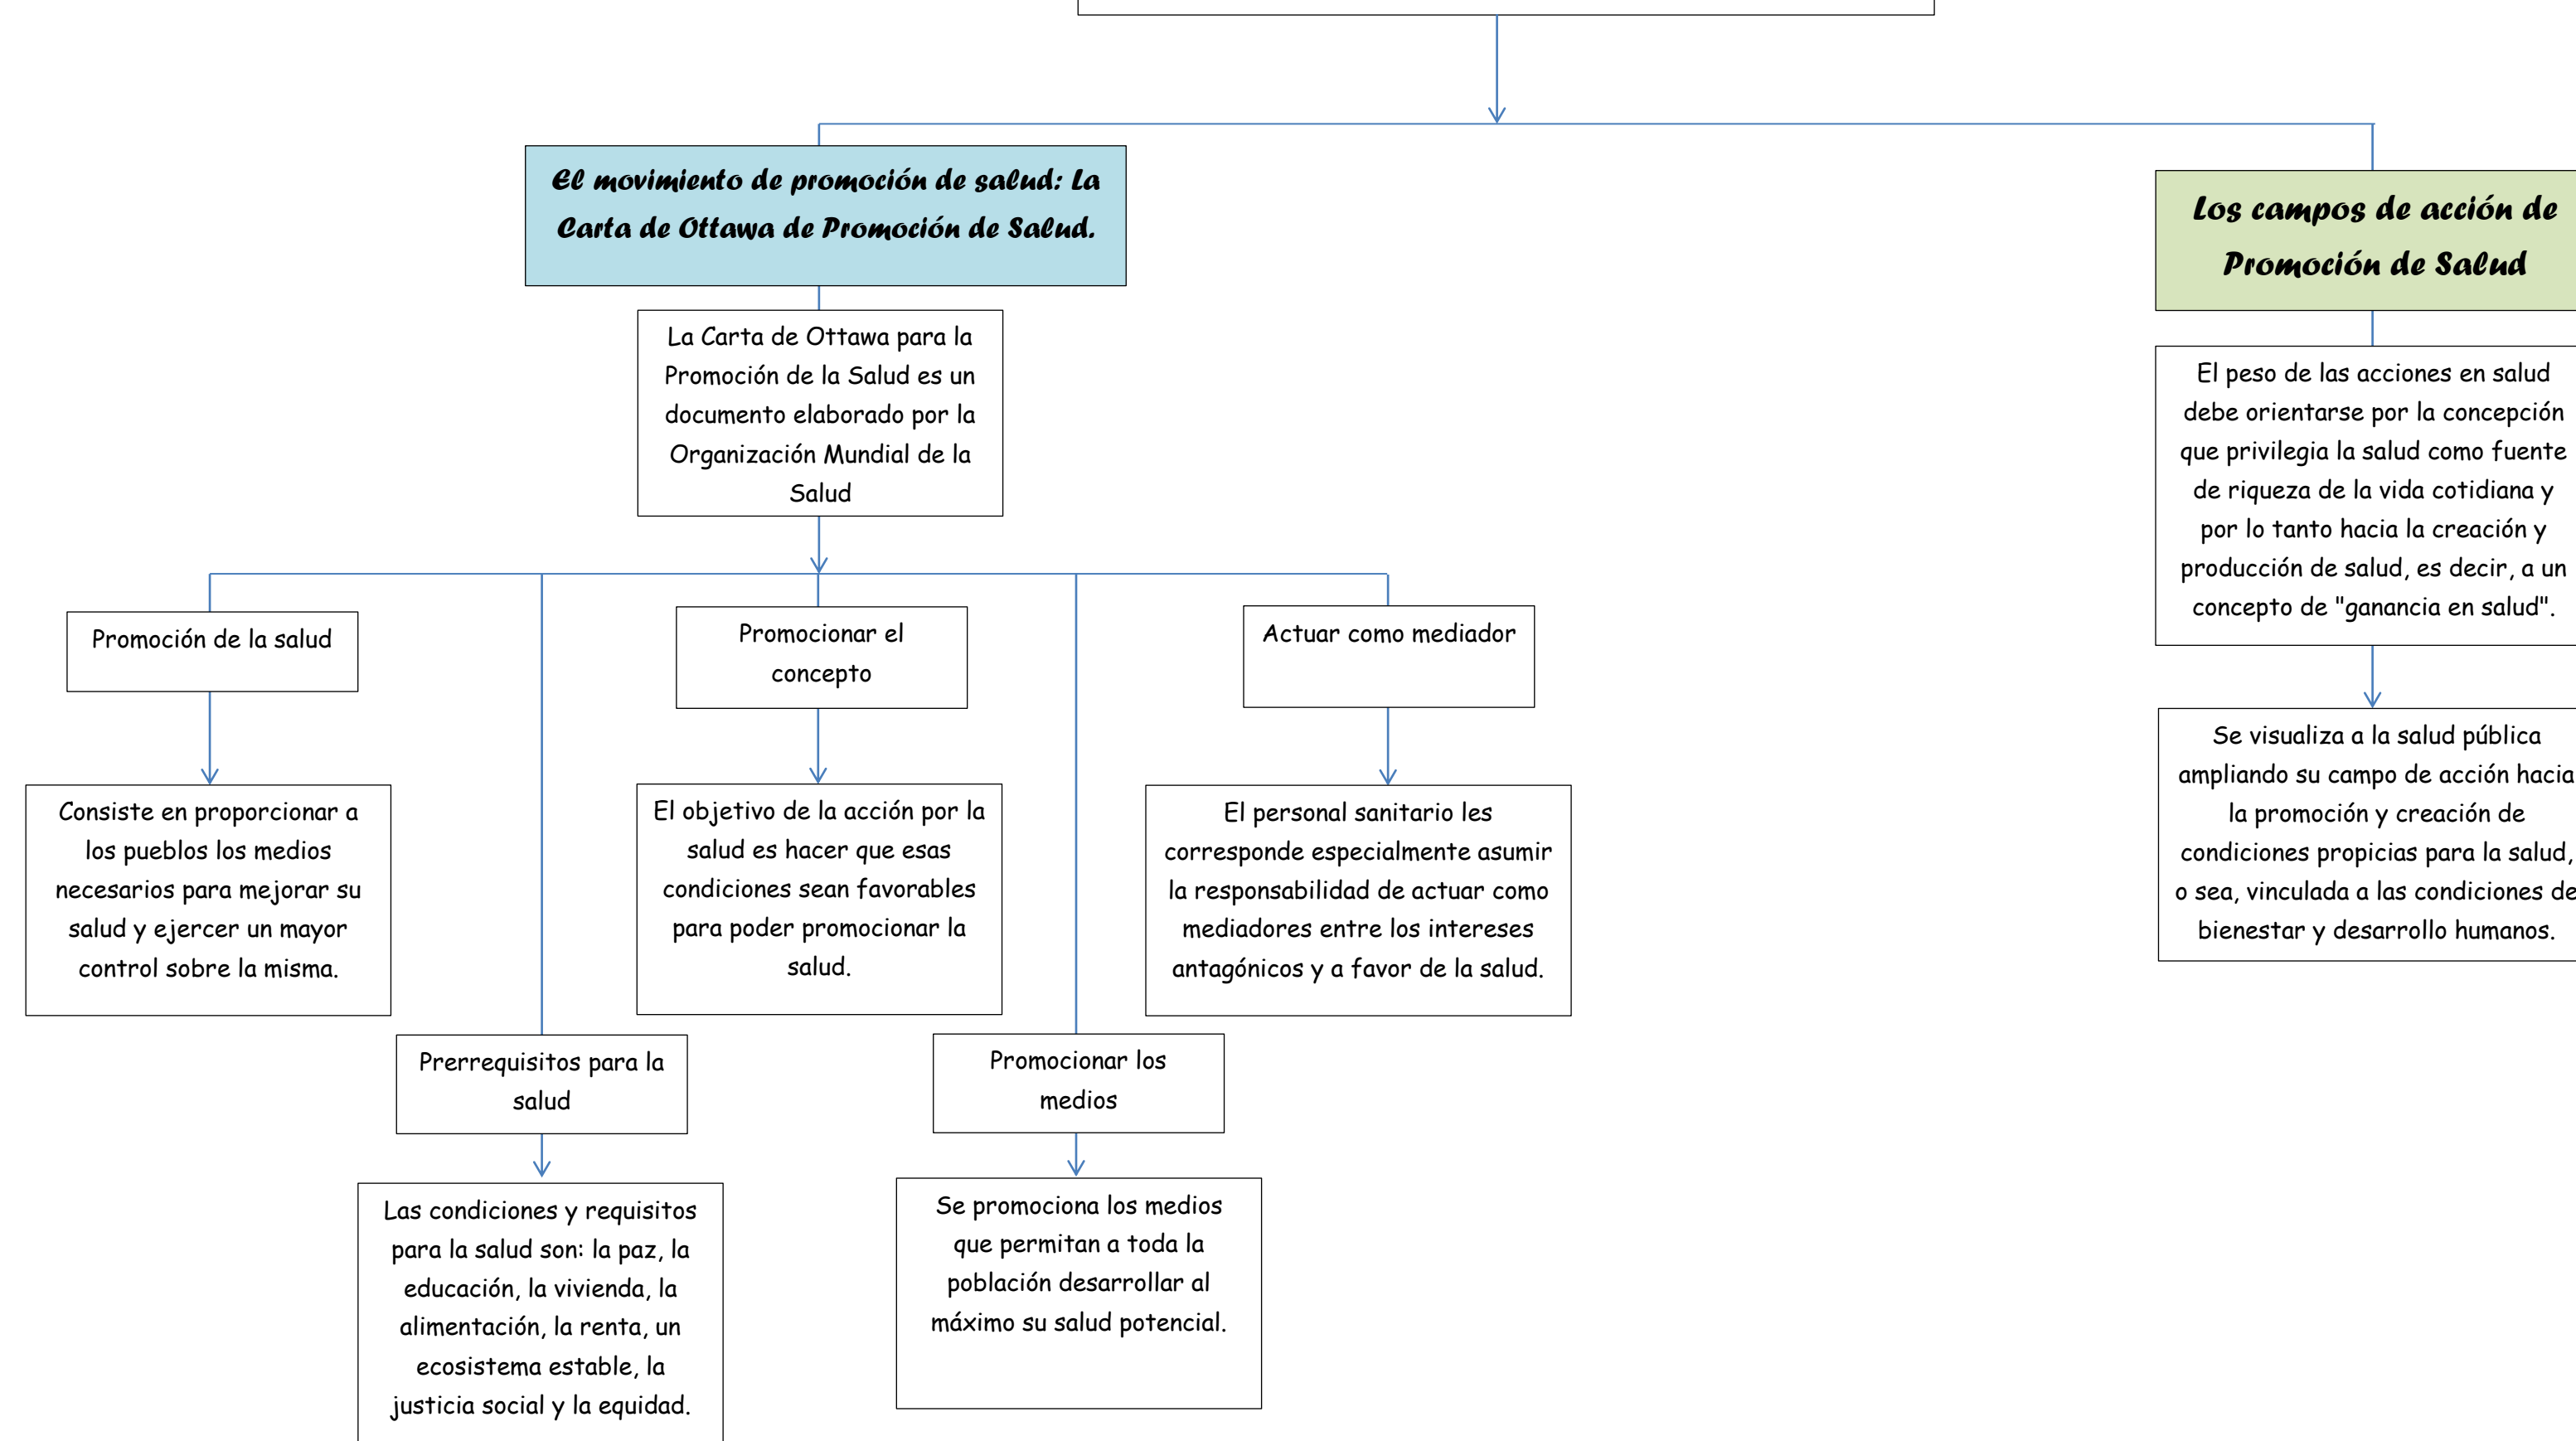 El movimiento de promoción de salud: La
Carta de Ottawa de Promoción de Salud.
La Carta de Ottawa para la
Promoción de la Salud es un
documento elaborado por la
Organización Mundial de la
Salud
Promoción de la salud
Consiste en proporcionar a
los pueblos los medios
necesarios para mejorar su
salud y ejercer un mayor
control sobre la misma.
Prerrequisitos para la
salud
Las condiciones y requisitos
para la salud son: la paz, la
educación, la vivienda, la
alimentación, la renta, un
ecosistema estable, la
justicia social y la equidad.
Promocionar el
concepto
El objetivo de la acción por la
salud es hacer que esas
condiciones sean favorables
para poder promocionar la
salud.
Promocionar los
medios
Se promociona los medios
que permitan a toda la
población desarrollar al
máximo su salud potencial.
Actuar como mediador
El personal sanitario les
corresponde especialmente asumir
la responsabilidad de actuar como
mediadores entre los intereses
antagónicos y a favor de la salud.
Los campos de acción de
Promoción de Salud
El peso de las acciones en salud
debe orientarse por la concepción
que privilegia la salud como fuente
de riqueza de la vida cotidiana y
por lo tanto hacia la creación y
producción de salud, es decir, a un
concepto de "ganancia en salud".
Se visualiza a la salud pública
ampliando su campo de acción hacia
la promoción y creación de
condiciones propicias para la salud,
o sea, vinculada a las condiciones de
bienestar y desarrollo humanos.